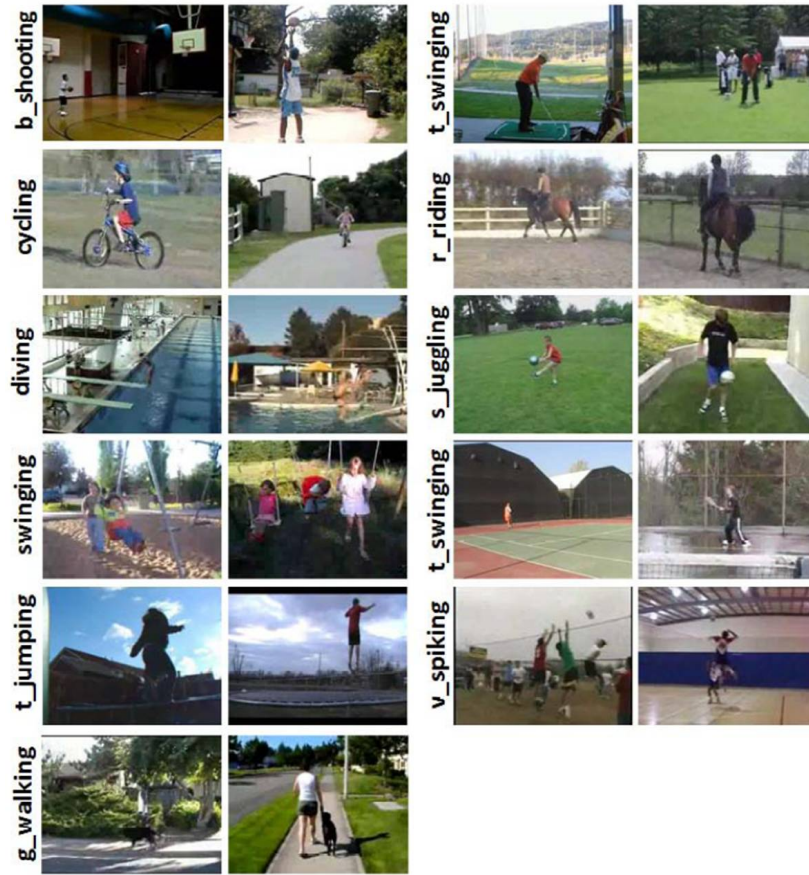 b_shooting
t_swinging
cycling
r_riding
diving
s_juggling
swinging
t_swinging
t_jumping
v_spiking
g_walking